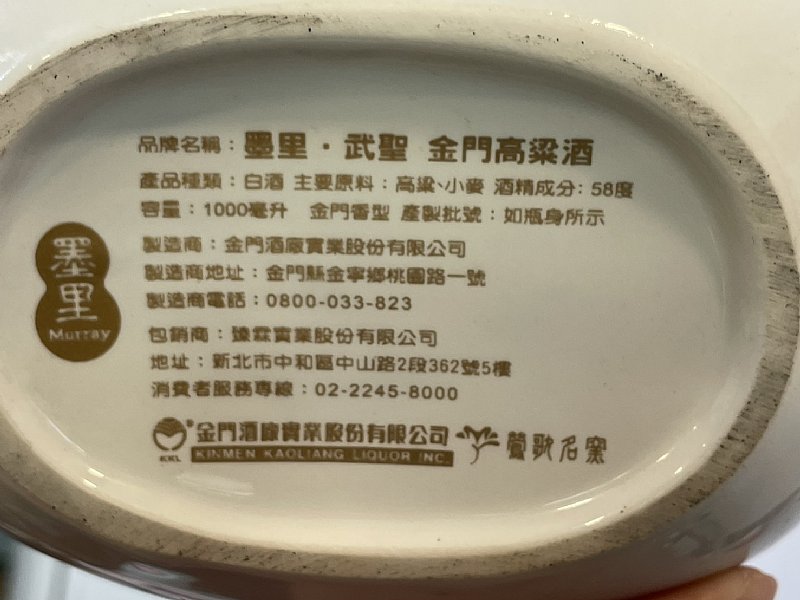 品牌名稱：墨里・武聖 金門高粱酒
產品種類：白酒 主要原料：高粱、小麥 酒精成分：58度
容量：1000毫升 金門香型 產製批號：如瓶身所示
墨里
Murray
製造商：金門酒廠實業股份有限公司
製造商地址：金門縣金寧鄉桃園路一號
製造商電話：0800-033-823
包銷商：臻霖實業股份有限公司
地址：新北市中和區中山路2段362號5樓
消費者服務專線：02-2245-8000
KKL
金門酒廠實業股份有限公司
KINMEN KAOLIANG LIQUOR INC.
鶯歌名窯